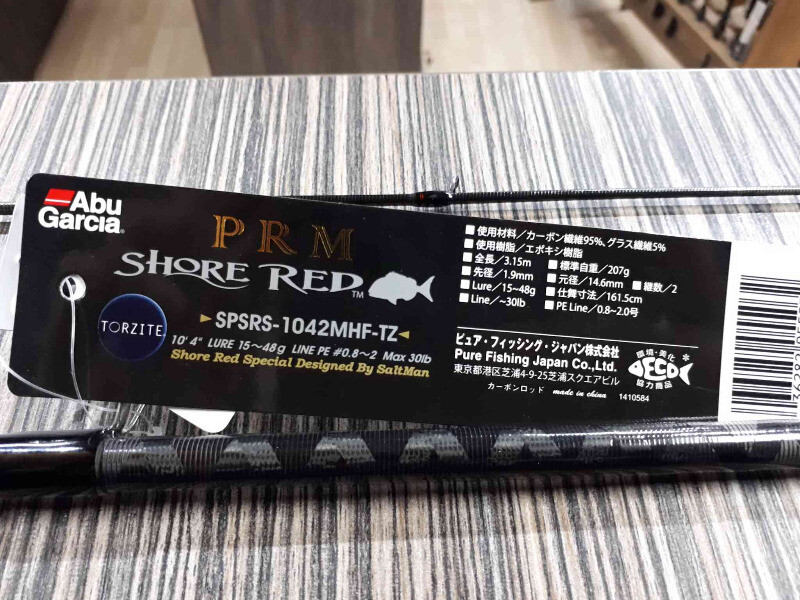 Abu
Garcia®
PRM
SHORE RED™
TORZITE
SPSRS-1042MHF-TZ
10' 4" LURE 15~48g LINE PE #0.8~2 Max 30lb
Shore Red Special Designed By SaltMan
■使用材料／カーボン繊維95%、グラス繊維5%
■使用樹脂／エポキシ樹脂
■全長／3.15m ■標準自重／207g
■先径／1.9mm ■元径／14.6mm ■継数／2
■Lure／15~48g ■仕舞寸法／161.5cm
■Line／~30lb ■PE Line／0.8~2.0号
ピュア・フィッシング・ジャパン株式会社
Pure Fishing Japan Co.,Ltd.
東京都港区芝浦4-9-25芝浦スクエアビル
カーボンロッド made in china 1410584
環境・美化
ECO
協力商品